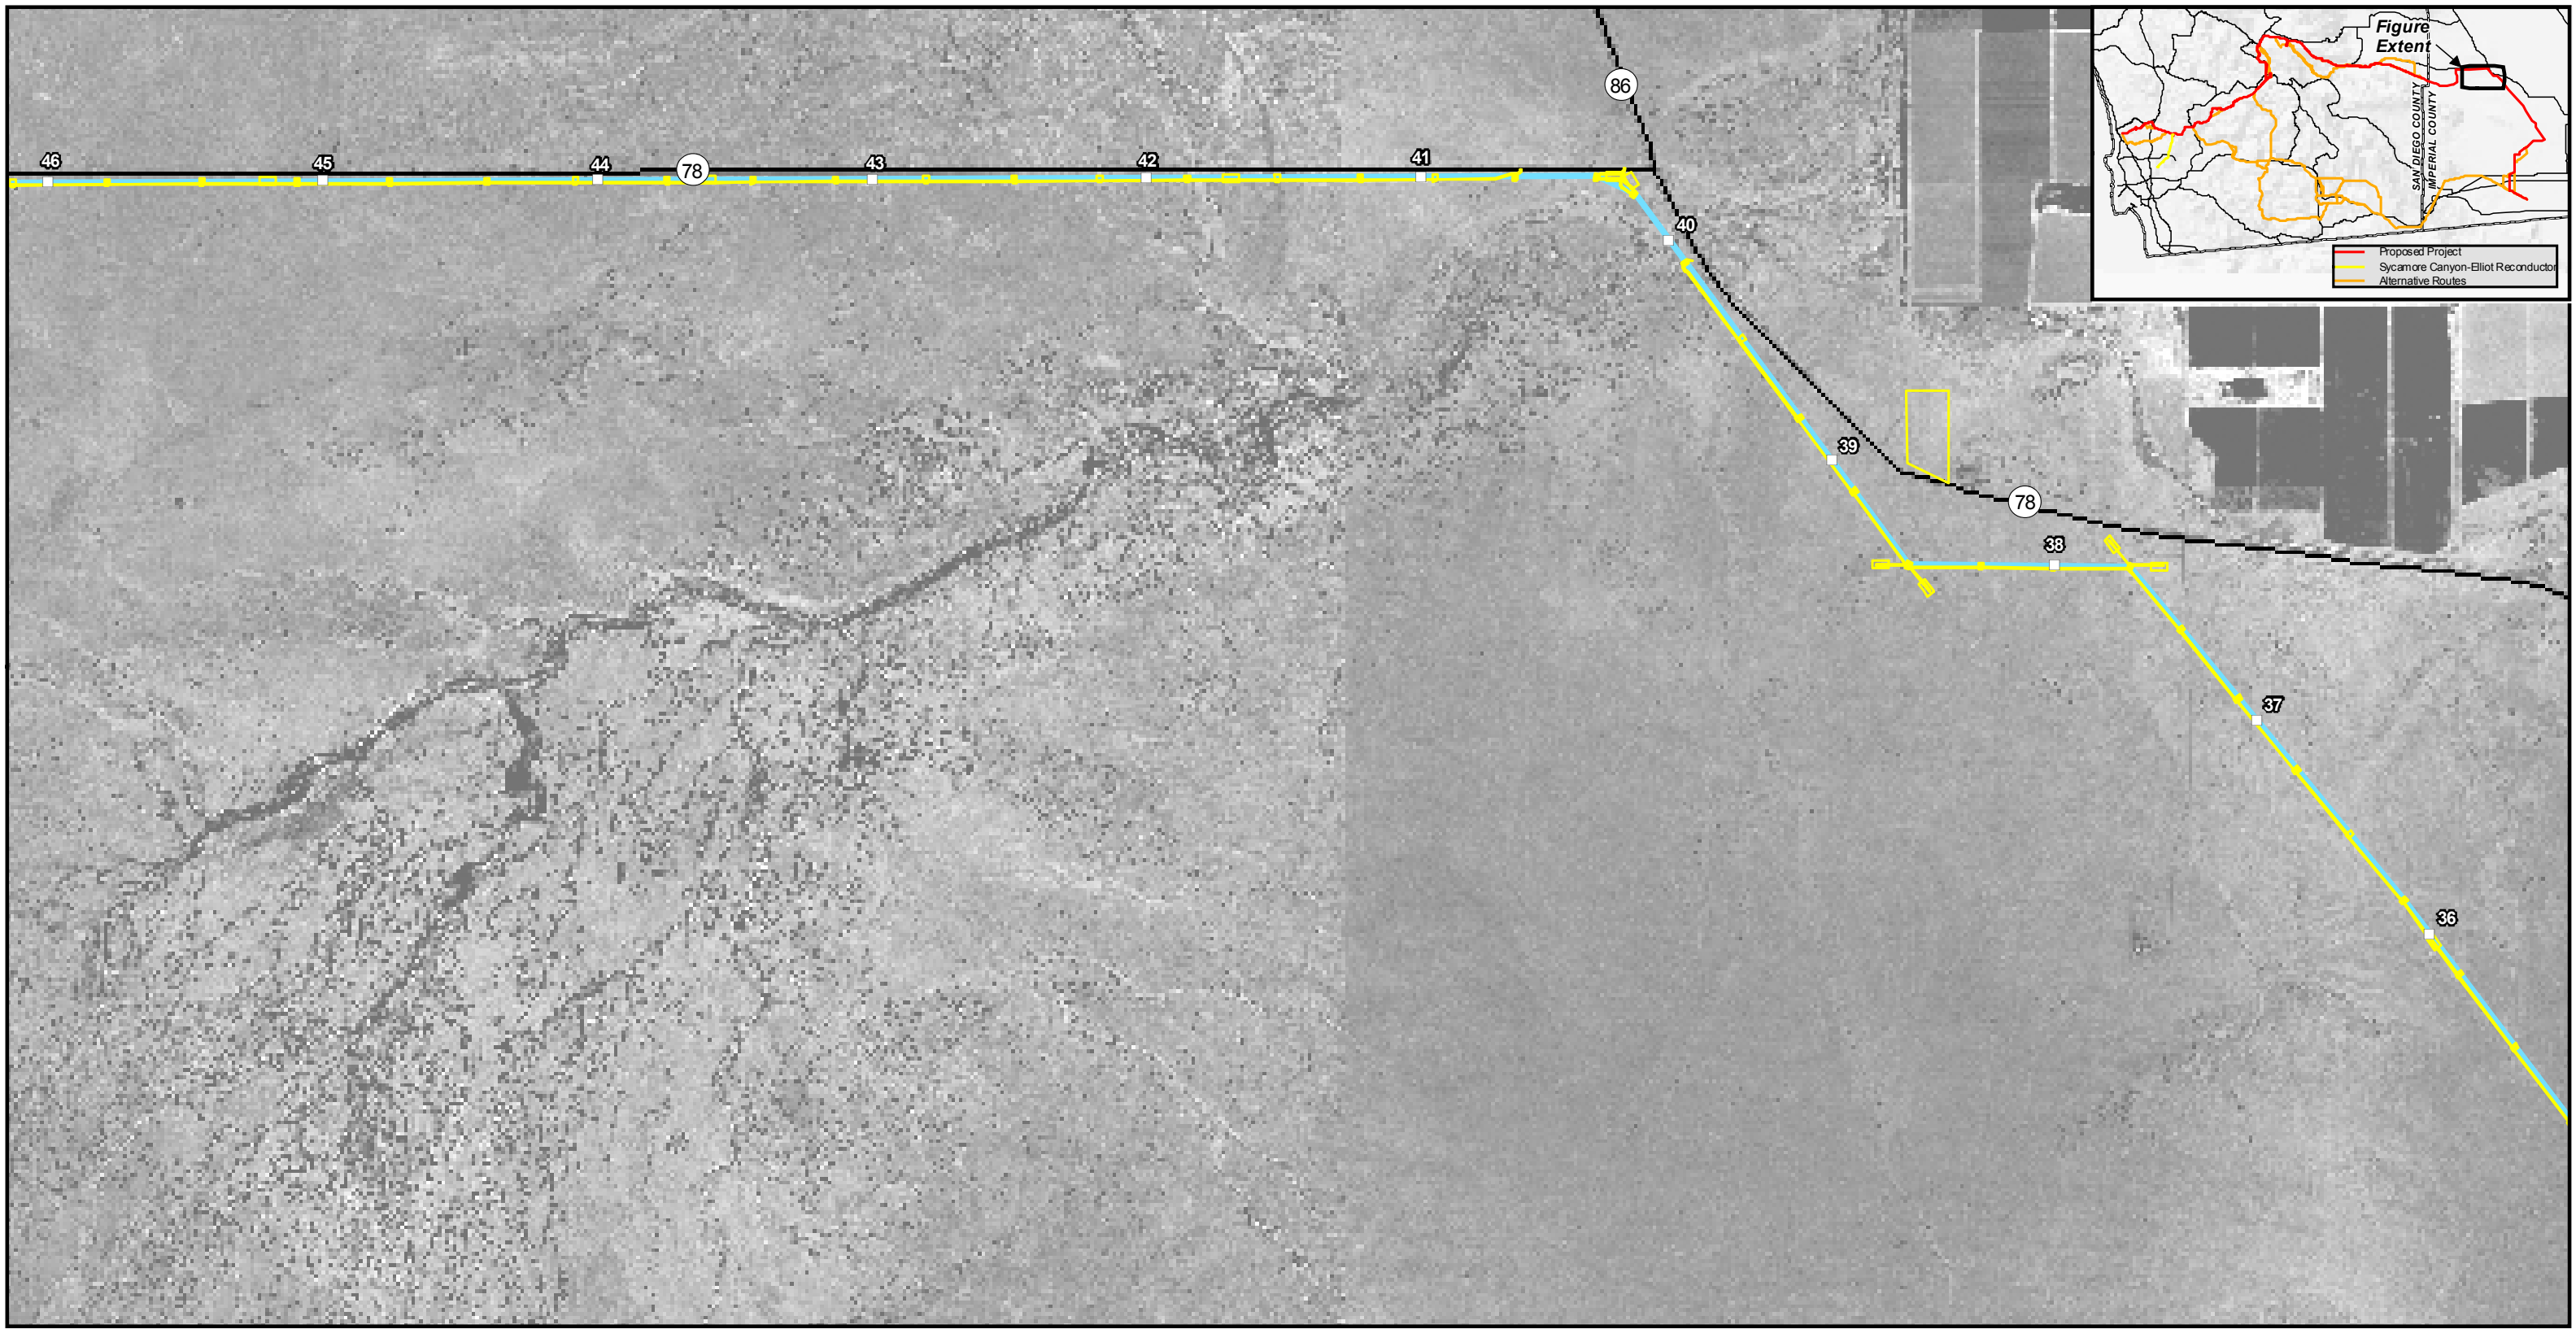 Figure
Extent
SAN DIEGO COUNTY
IMPERIAL COUNTY
Proposed Project
Sycamore Canyon-Elliot Reconductor
Alternative Routes
86
46
45
44
78
43
42
41
40
39
78
38
37
36